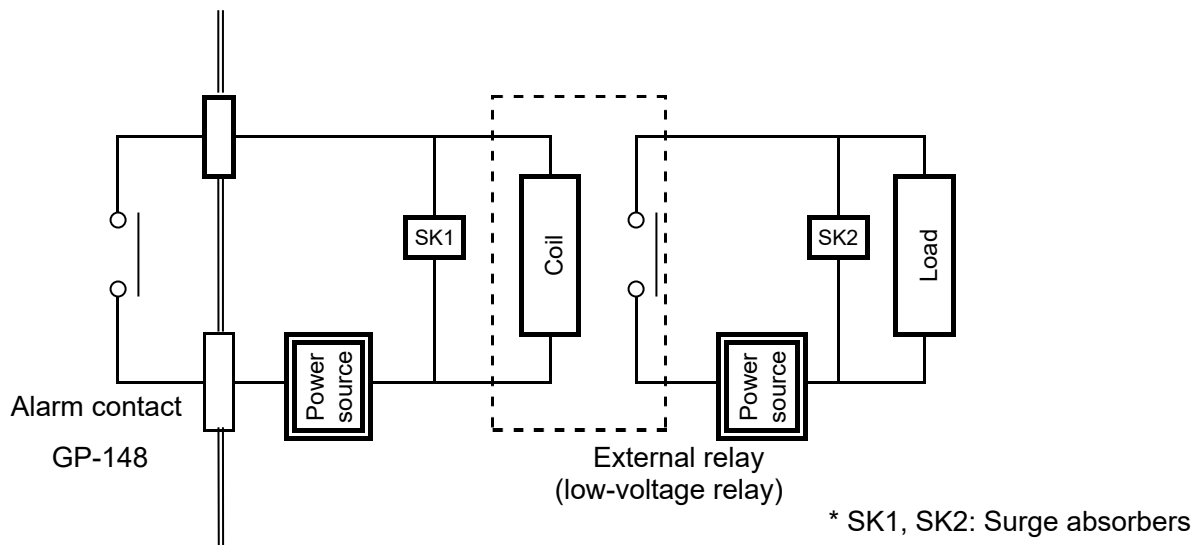 SK1
Coil
SK2
Load
Power
source
Power
source
Alarm contact
GP-148
External relay
(low-voltage relay)
* SK1, SK2: Surge absorbers